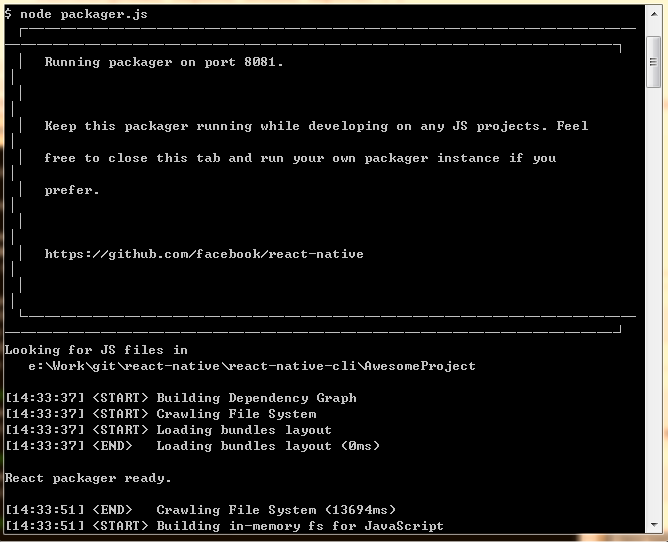 $ node packager.js
Running packager on port 8081.
Keep this packager running while developing on any JS projects. Feel
free to close this tab and run your own packager instance if you
prefer.
https://github.com/facebook/react-native
Looking for JS files in
e:\Work\git\react-native\react-native-cli\AwesomeProject
[14:33:37] <START> Building Dependency Graph
[14:33:37] <START> Crawling File System
[14:33:37] <START> Loading bundles layout
[14:33:37] <END>   Loading bundles layout (0ms)
React packager ready.
[14:33:51] <END>   Crawling File System (13694ms)
[14:33:51] <START> Building in-memory fs for JavaScript